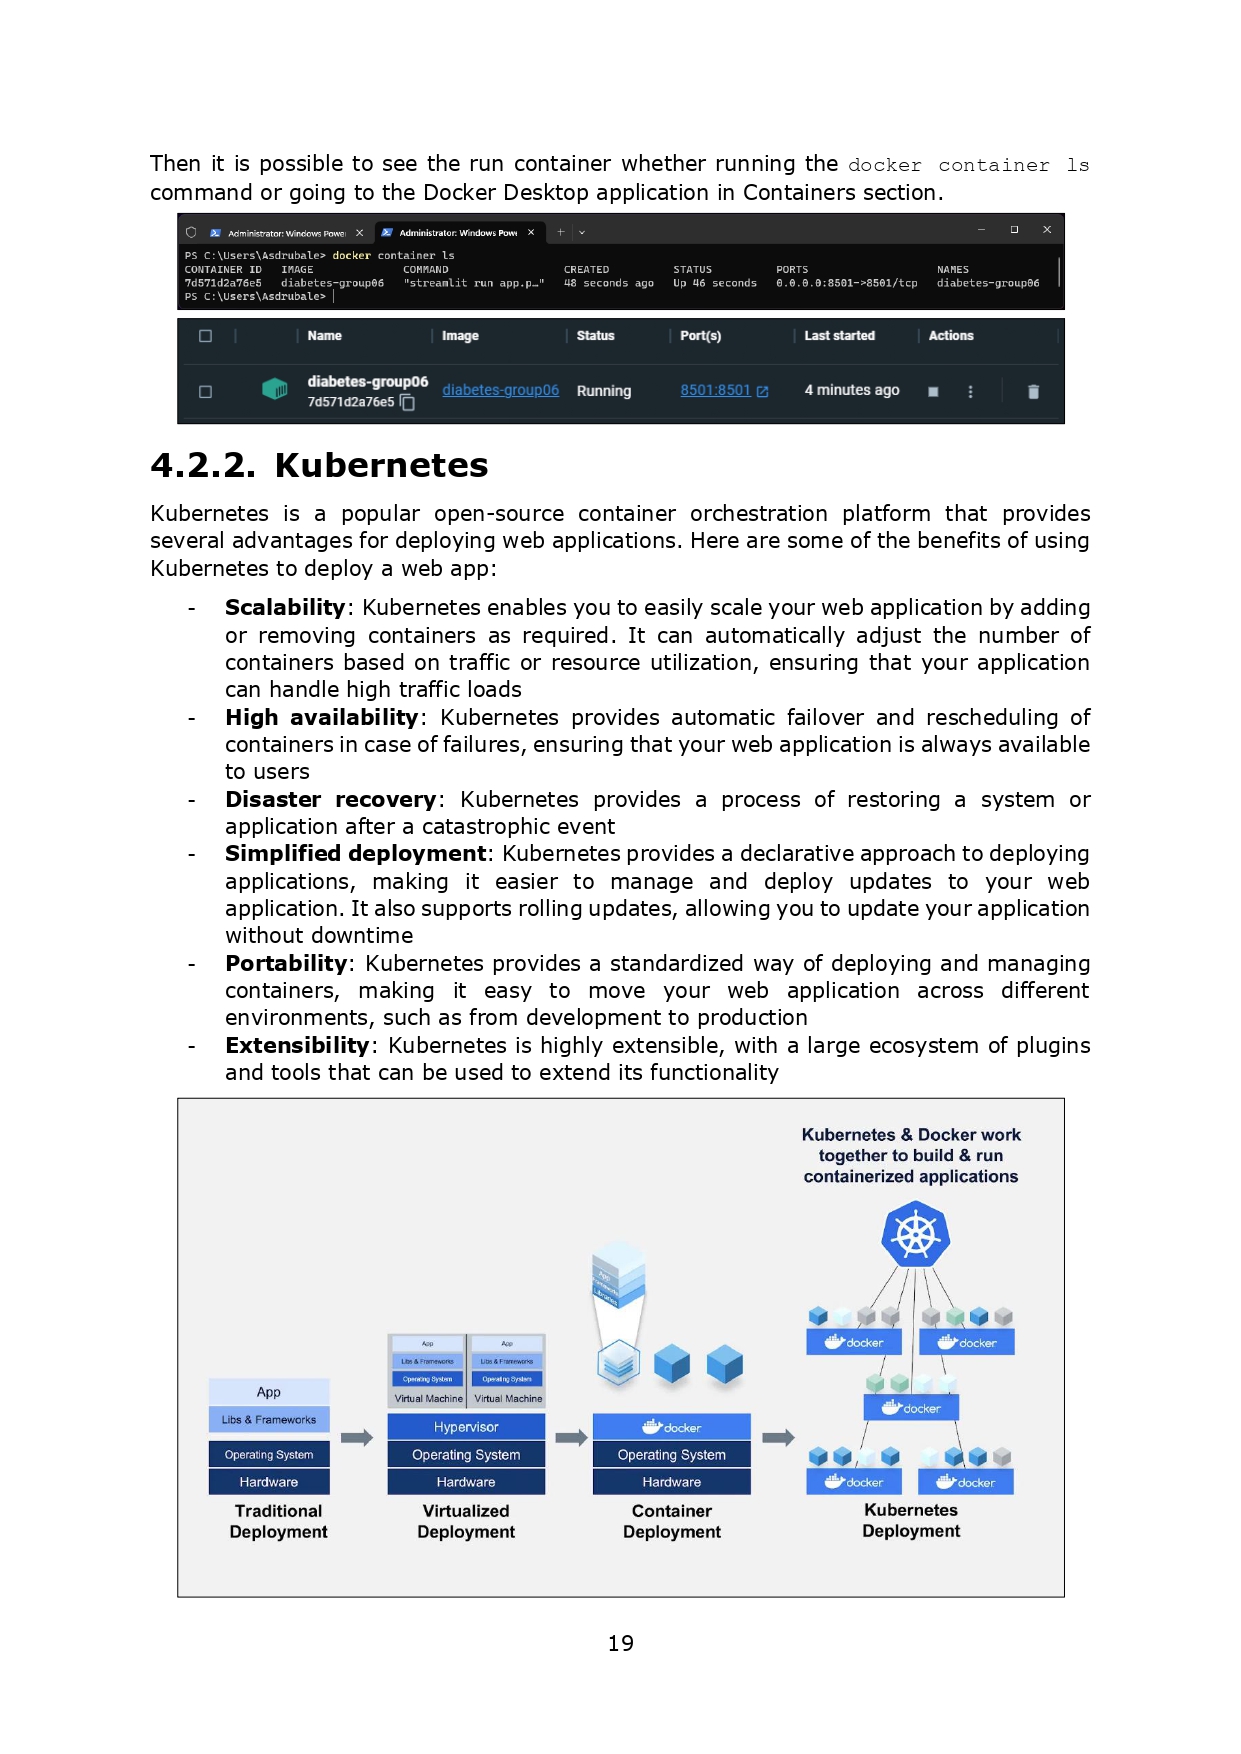 Then it is possible to see the run container whether running the docker container ls
command or going to the Docker Desktop application in Containers section.
Administrator: Windows Powe Administrator: Windows Powe
PS C:\Users\Asdrubale> docker container ls
CONTAINER ID IMAGE COMMAND CREATED STATUS PORTS NAMES
7d571d2a76e5 diabetes-group06 "streamlit run app.p…" 48 seconds ago Up 46 seconds 0.0.0.0:8501->8501/tcp diabetes-group06
PS C:\Users\Asdrubale>
Name Image Status Port(s) Last started Actions
diabetes-group06 diabetes-group06 Running 8501:8501 4 minutes ago
7d571d2a76e5
4.2.2. Kubernetes
Kubernetes is a popular open-source container orchestration platform that provides
several advantages for deploying web applications. Here are some of the benefits of using
Kubernetes to deploy a web app:
- Scalability: Kubernetes enables you to easily scale your web application by adding
or removing containers as required. It can automatically adjust the number of
containers based on traffic or resource utilization, ensuring that your application
can handle high traffic loads
- High availability: Kubernetes provides automatic failover and rescheduling of
containers in case of failures, ensuring that your web application is always available
to users
- Disaster recovery: Kubernetes provides a process of restoring a system or
application after a catastrophic event
- Simplified deployment: Kubernetes provides a declarative approach to deploying
applications, making it easier to manage and deploy updates to your web
application. It also supports rolling updates, allowing you to update your application
without downtime
- Portability: Kubernetes provides a standardized way of deploying and managing
containers, making it easy to move your web application across different
environments, such as from development to production
- Extensibility: Kubernetes is highly extensible, with a large ecosystem of plugins
and tools that can be used to extend its functionality
Kubernetes & Docker work
together to build & run
containerized applications
App
Libs & Frameworks
Operating System
Hardware
Traditional
Deployment
App App
Libs & Frameworks Libs & Frameworks
Operating System Operating System
Virtual Machine Virtual Machine
Hypervisor
Operating System
Hardware
Virtualized
Deployment
App
Libraries
docker
Operating System
Hardware
Container
Deployment
docker docker
docker
docker docker
Kubernetes
Deployment
19